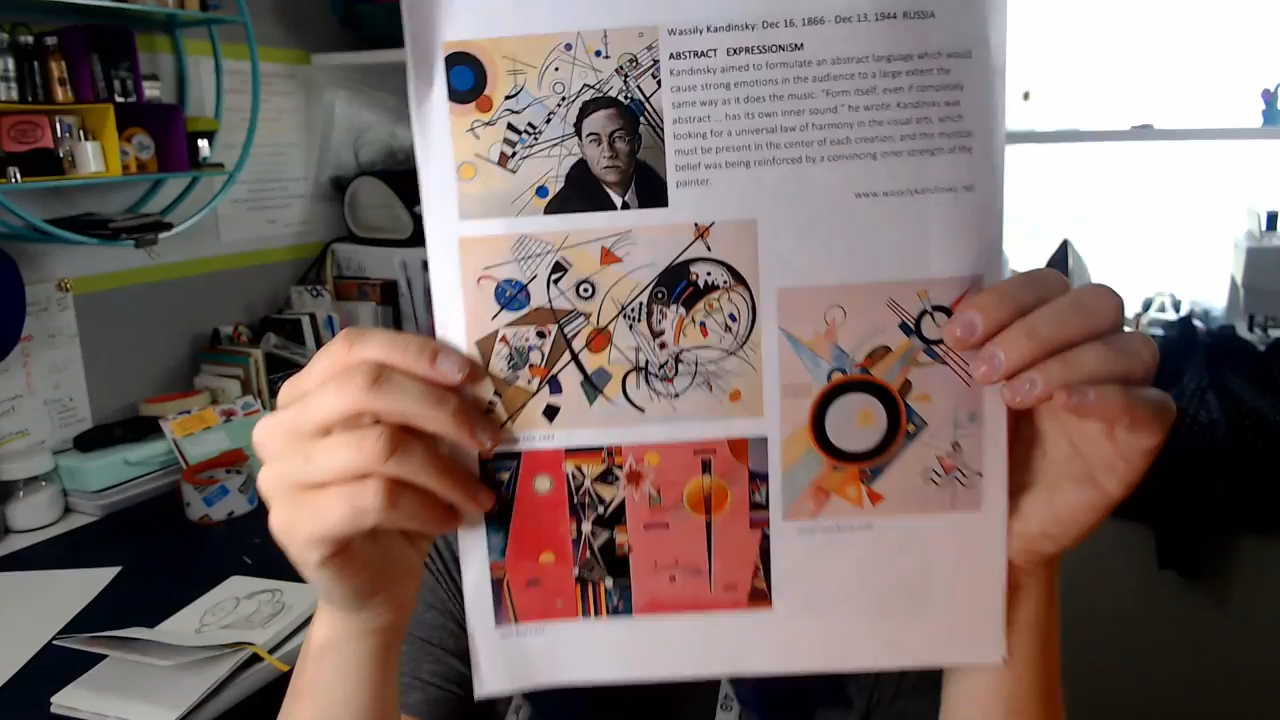 Wassily Kandinsky: Dec 16, 1866 - Dec 13, 1944 RUSSIA
ABSTRACT EXPRESSIONISM
Kandinsky aimed to formulate an abstract language which would
cause strong emotions in the audience to a large extent the
same way as it does the music. "Form itself, even if completely
abstract ... has its own inner sound" he wrote. Kandinsky was
looking for a universal law of harmony in the visual arts, which
must be present in the center of each creation, and this mystical
belief was being reinforced by a convincing inner strength of the
painter.
www.wassilykandinsky.net
48